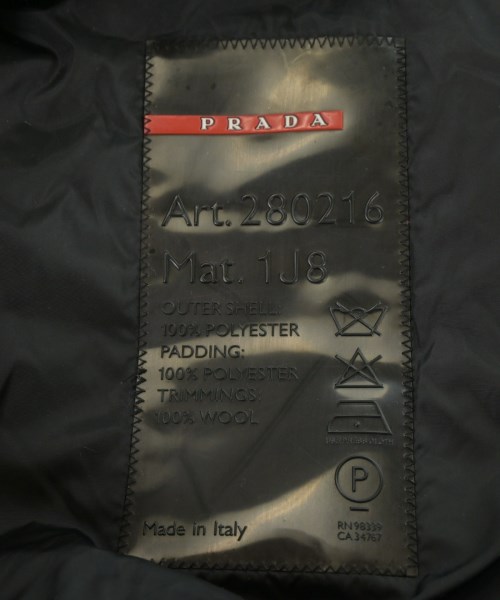 PRADA
Art. 280216
Mat. 1J8
OUTER SHELL:
100% POLYESTER
PADDING:
100% POLYESTER
TRIMMINGS:
100% WOOL
P
Made in Italy
RN 98339
CA 34767